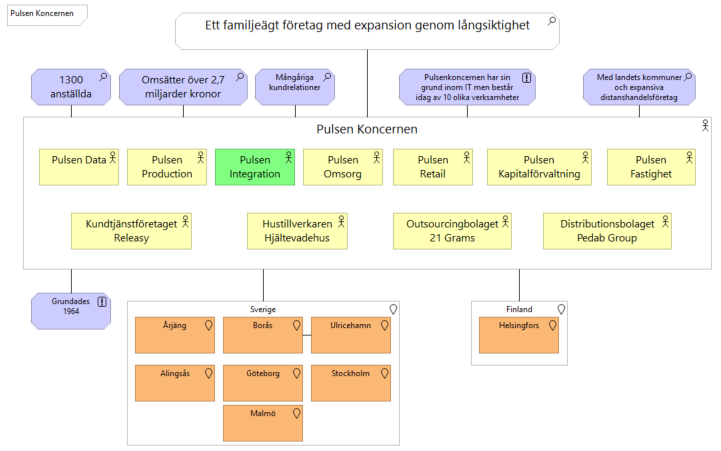 Pulsen Koncernen
Ett familjeägt företag med expansion genom långsiktighet
1300
anställda
Omsätter över 2,7
miljarder kronor
Mångåriga
kundrelationer
Pulsenkoncernen har sin
grund inom IT men består
idag av 10 olika verksamheter
Med landets kommuner
och expansiva
distanshandelsföretag
Pulsen Koncernen
Pulsen Data
Pulsen
Production
Pulsen
Integration
Pulsen
Omsorg
Pulsen
Retail
Pulsen
Kapitalförvaltning
Pulsen
Fastighet
Kundtjänstföretaget
Releasy
Hustillverkaren
Hjältevadehus
Outsourcingbolaget
21 Grams
Distributionsbolaget
Pedab Group
Grundades
1964
Sverige
Årjäng
Borås
Ulricehamn
Alingsås
Göteborg
Stockholm
Malmö
Finland
Helsingfors